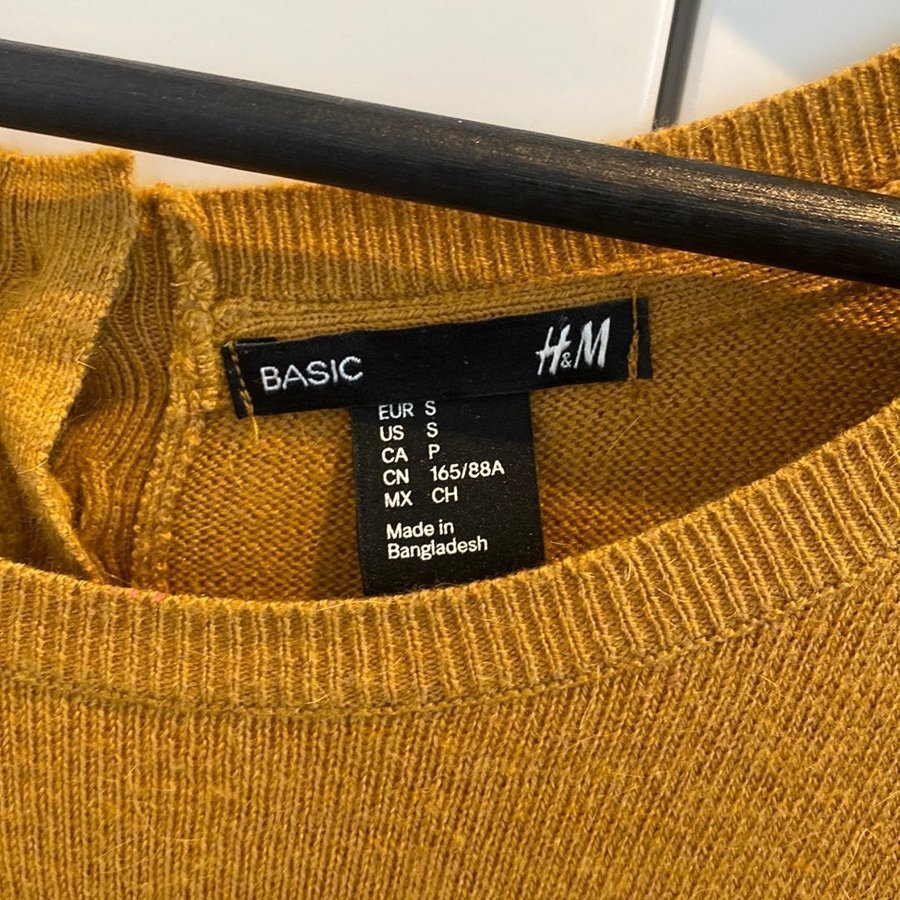 BASIC H&M
EUR S
US S
CA P
CN 165/88A
MX CH
Made in
Bangladesh